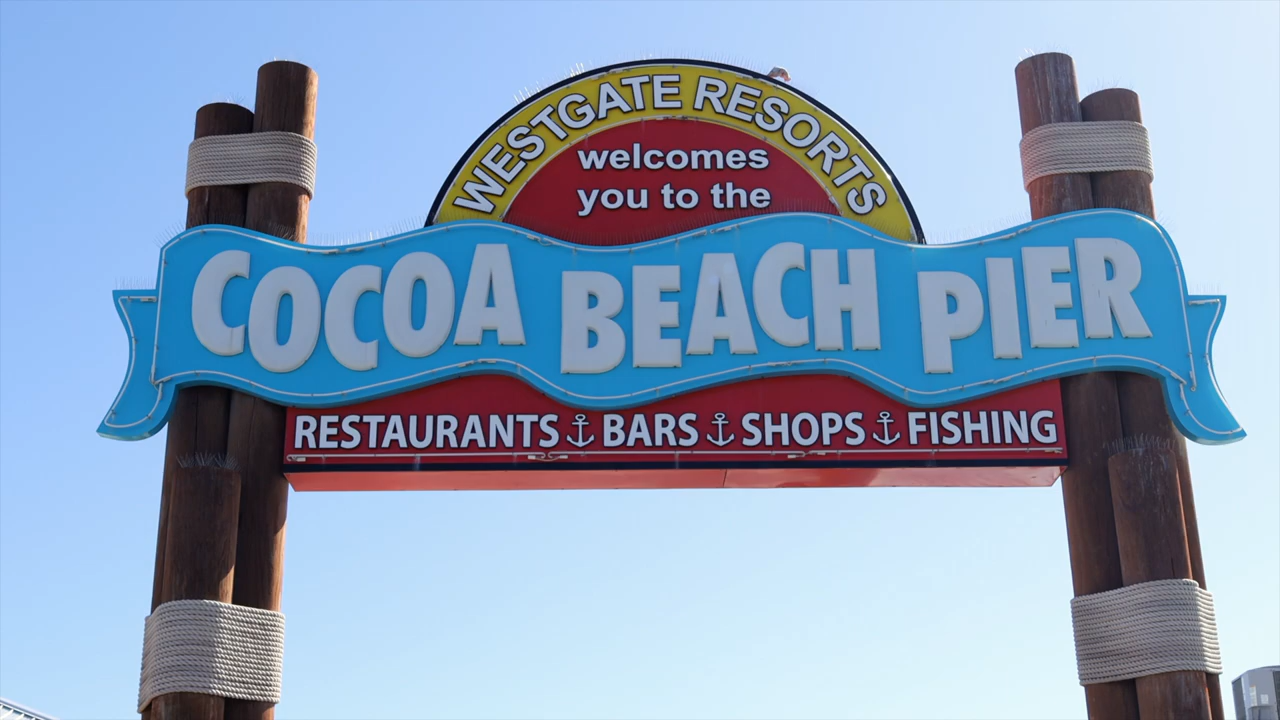 WESTGATE RESORTS
welcomes
you to the
COCOA BEACH PIER
RESTAURANTS ⚓ BARS ⚓ SHOPS ⚓ FISHING